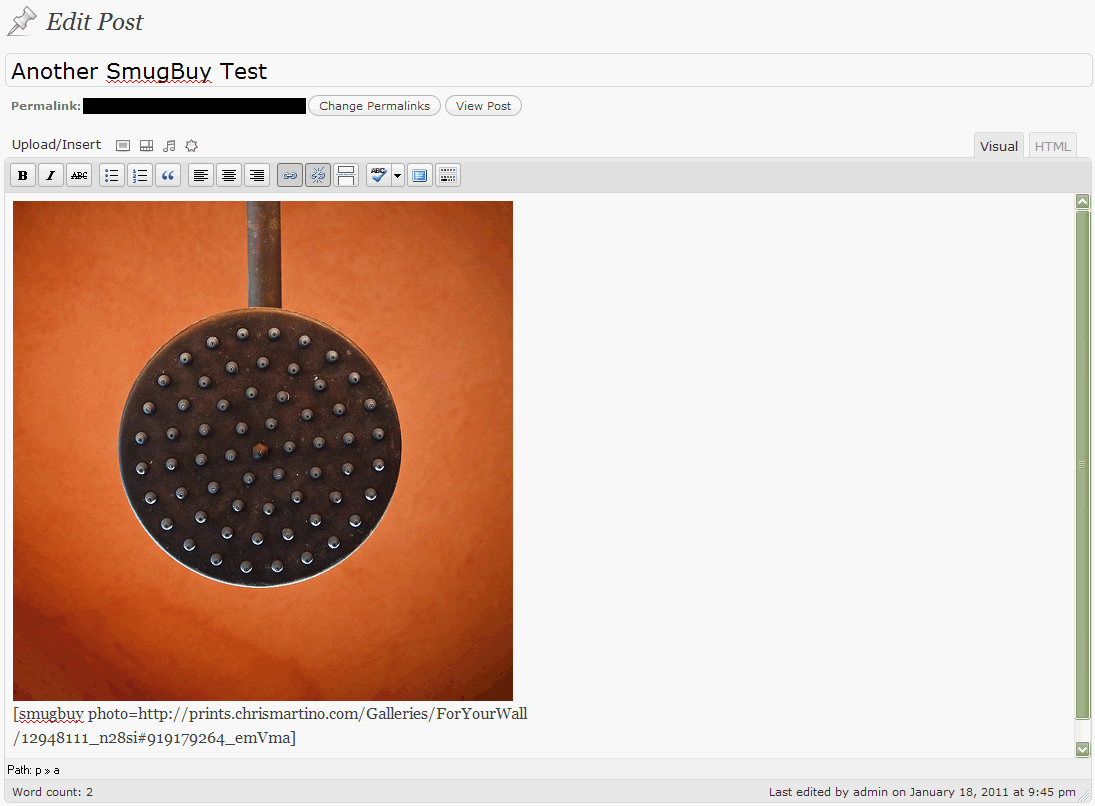 Edit Post
Another SmugBuy Test
Permalink: Change Permalinks View Post
Upload/Insert
Visual HTML
B I ABC ABC
[smugbuy photo=http://prints.chrismartino.com/Galleries/ForYourWall
/12948111_n28si#919179264_emVma]
Path: p » a
Word count: 2 Last edited by admin on January 18, 2011 at 9:45 pm